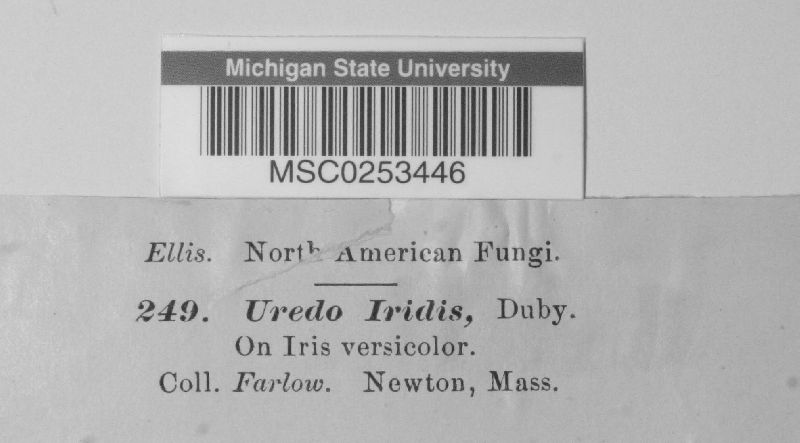 Michigan State University
MSC0253446
Ellis. North American Fungi.
249. Uredo Iridis, Duby.
On Iris versicolor.
Coll. Farlow. Newton, Mass.